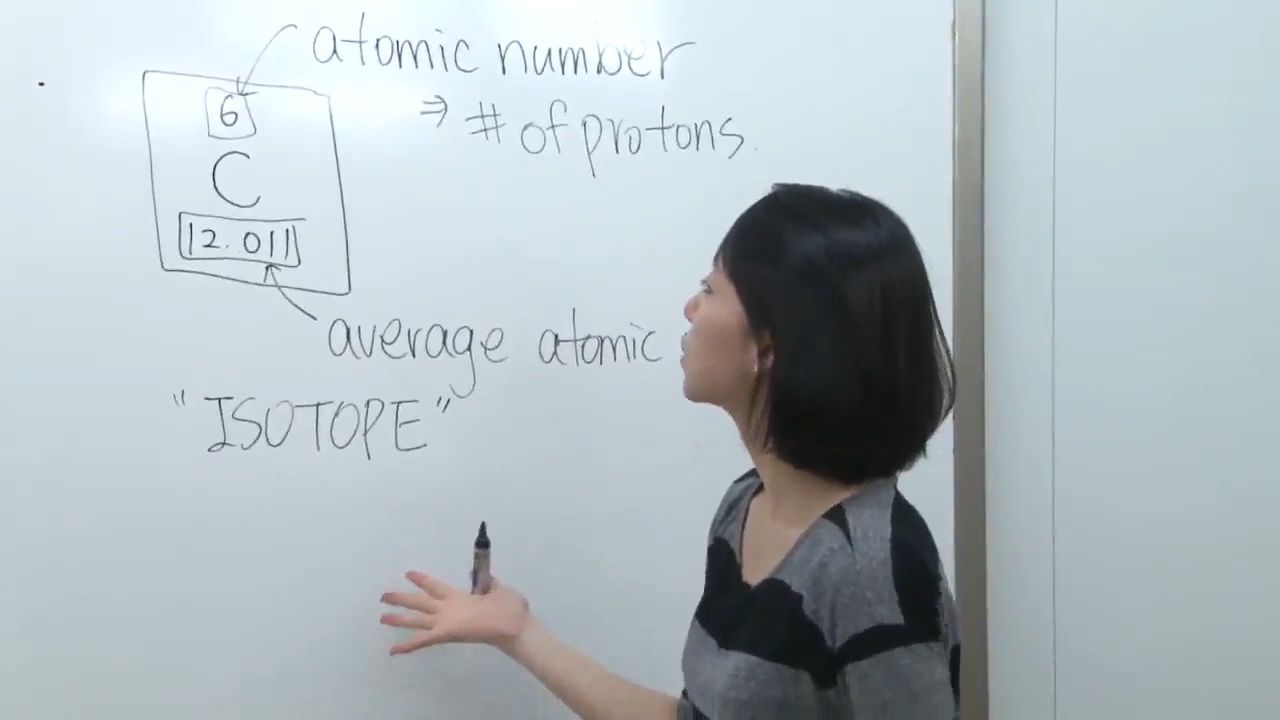 atomic number
⇒ # of protons.
6
C
12.011
average atomic
"ISOTOPE"